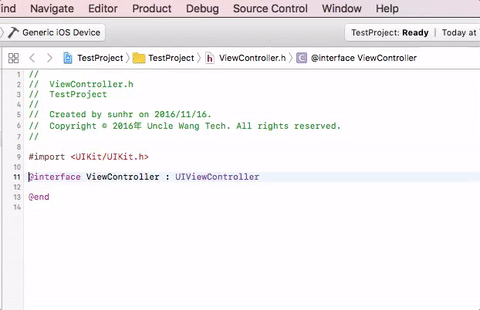 ind Navigate Editor Product Debug Source Control Window Help
Generic iOS Device TestProject: Ready | Today at
TestProject TestProject ViewController.h @interface ViewController
1 //
2 //  ViewController.h
3 //  TestProject
4 //
5 //  Created by sunhr on 2016/11/16.
6 //  Copyright © 2016年 Uncle Wang Tech. All rights reserved.
7 //
8
9 #import <UIKit/UIKit.h>
10
11 @interface ViewController : UIViewController
12
13 @end
14